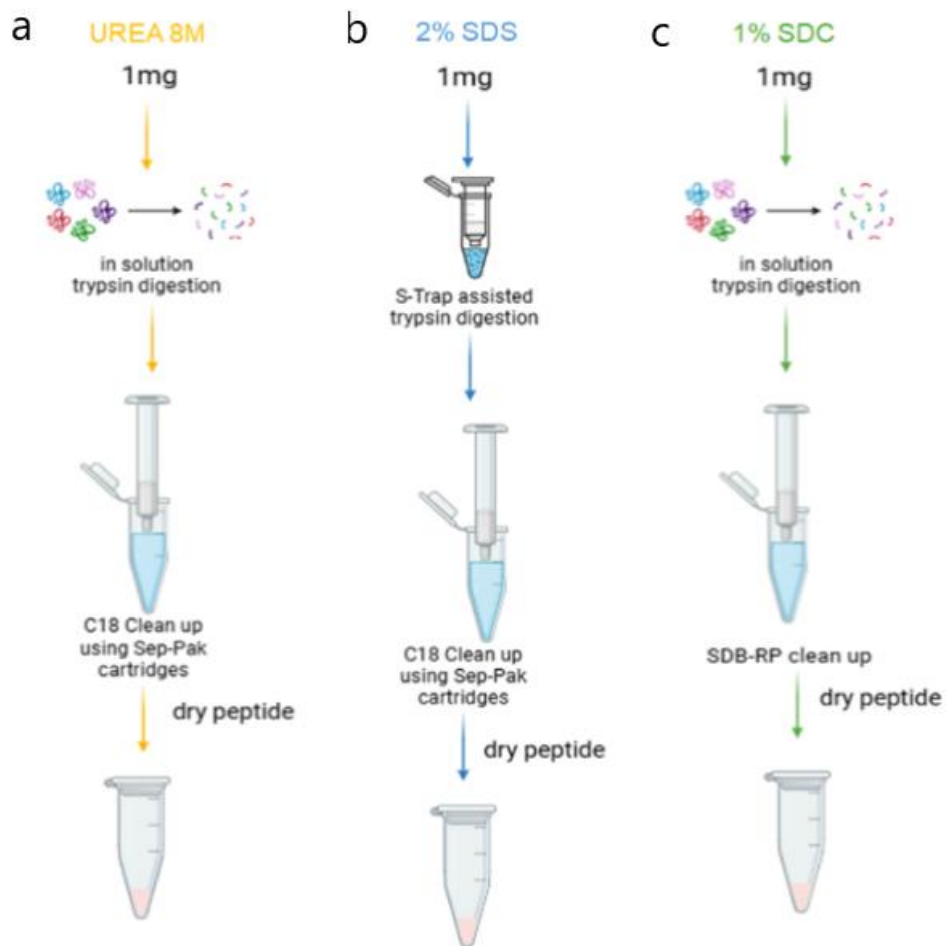 a
UREA 8M
1mg
in solution
trypsin digestion
C18 Clean up
using Sep-Pak
cartridges
dry peptide
b
2% SDS
1mg
S-Trap assisted
trypsin digestion
C18 Clean up
using Sep-Pak
cartridges
dry peptide
c
1% SDC
1mg
in solution
trypsin digestion
SDB-RP clean up
dry peptide